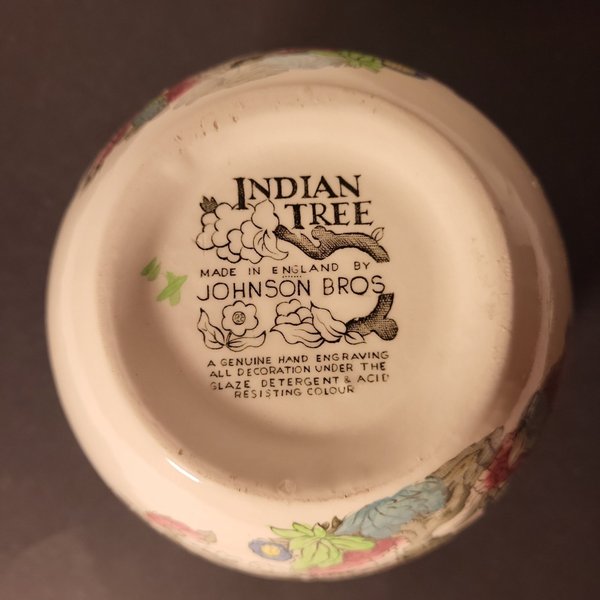 INDIAN
TREE
MADE IN ENGLAND BY
JOHNSON BROS
A GENUINE HAND ENGRAVING
ALL DECORATION UNDER THE
GLAZE DETERGENT & ACID
RESISTING COLOUR